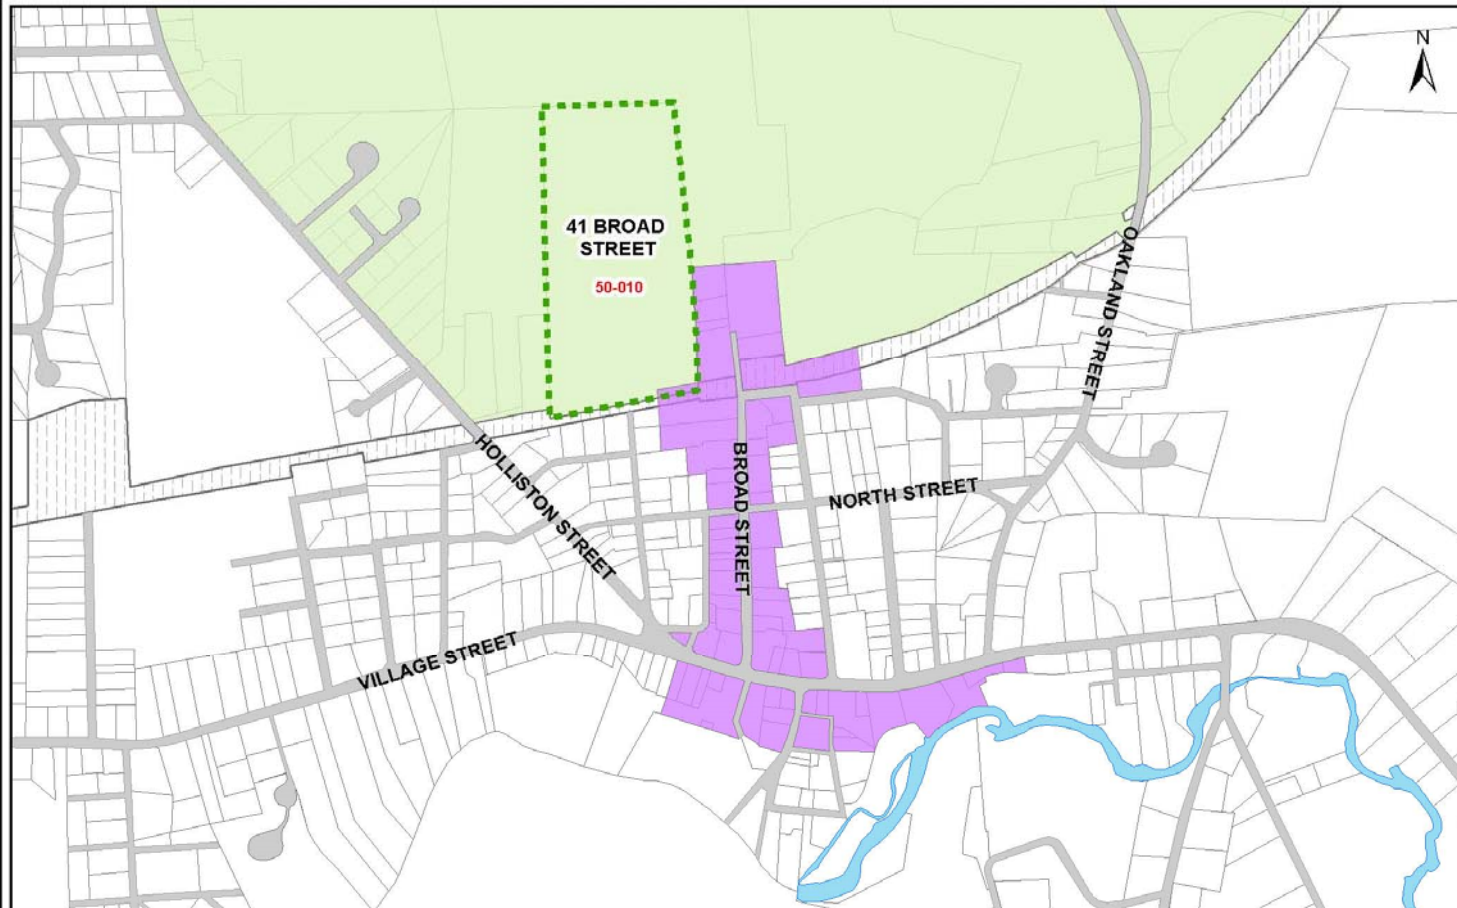 N
41 BROAD
STREET
50-010
OAKLAND STREET
HOLLISTON STREET
BROAD STREET
NORTH STREET
VILLAGE STREET